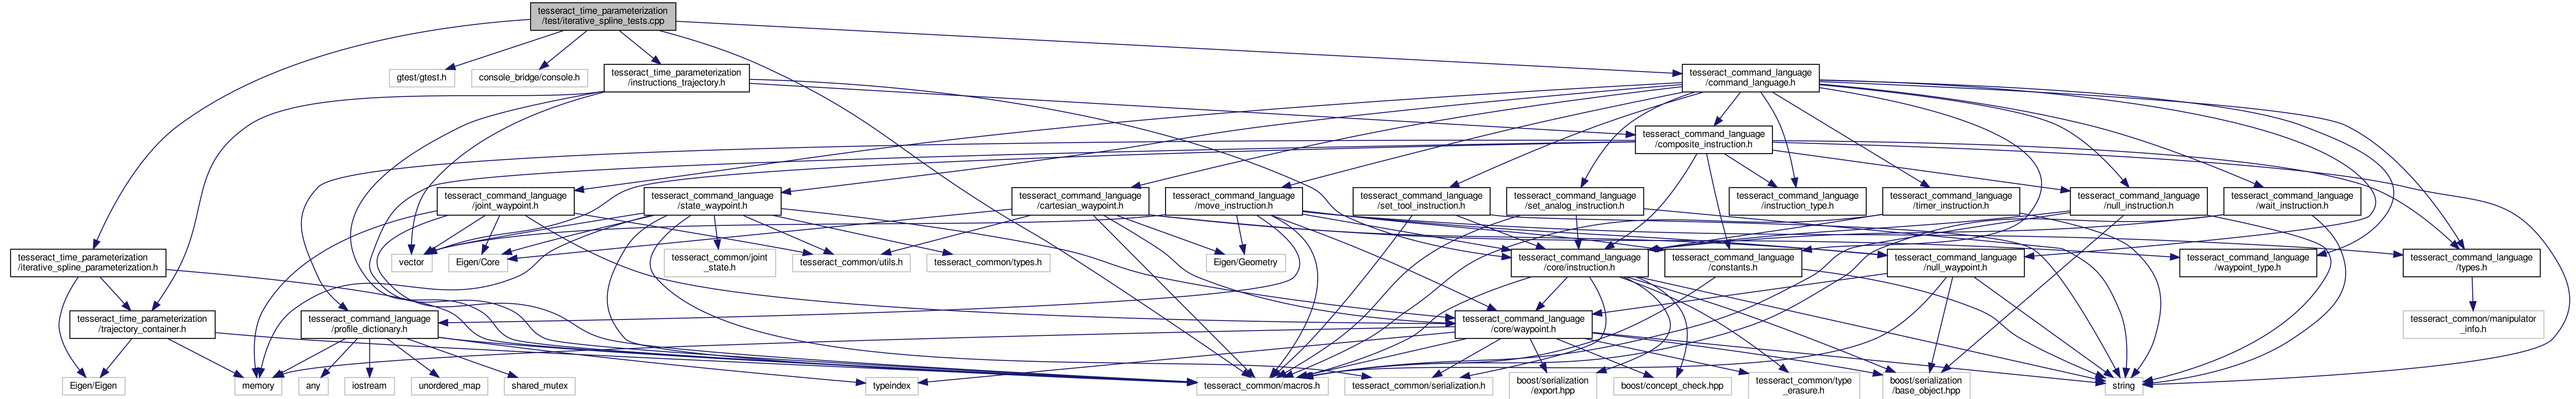 tesseract_time_parameterization
/test/iterative_spline_tests.cpp
gtest/gtest.h
console_bridge/console.h
tesseract_time_parameterization
/instructions_trajectory.h
tesseract_command_language
/command_language.h
tesseract_command_language
/composite_instruction.h
tesseract_command_language
/joint_waypoint.h
tesseract_command_language
/state_waypoint.h
tesseract_command_language
/cartesian_waypoint.h
tesseract_command_language
/move_instruction.h
tesseract_command_language
/set_tool_instruction.h
tesseract_command_language
/set_analog_instruction.h
tesseract_command_language
/instruction_type.h
tesseract_command_language
/timer_instruction.h
tesseract_command_language
/null_instruction.h
tesseract_command_language
/wait_instruction.h
tesseract_time_parameterization
/iterative_spline_parameterization.h
vector
Eigen/Core
tesseract_common/joint
_state.h
tesseract_common/utils.h
tesseract_common/types.h
Eigen/Geometry
tesseract_command_language
/core/instruction.h
tesseract_command_language
/constants.h
tesseract_command_language
/null_waypoint.h
tesseract_command_language
/waypoint_type.h
tesseract_command_language
/types.h
tesseract_time_parameterization
/trajectory_container.h
tesseract_command_language
/profile_dictionary.h
tesseract_command_language
/core/waypoint.h
tesseract_common/manipulator
_info.h
Eigen/Eigen
memory
any
iostream
unordered_map
shared_mutex
typeindex
tesseract_common/macros.h
tesseract_common/serialization.h
boost/serialization
/export.hpp
boost/concept_check.hpp
tesseract_common/type
_erasure.h
boost/serialization
/base_object.hpp
string